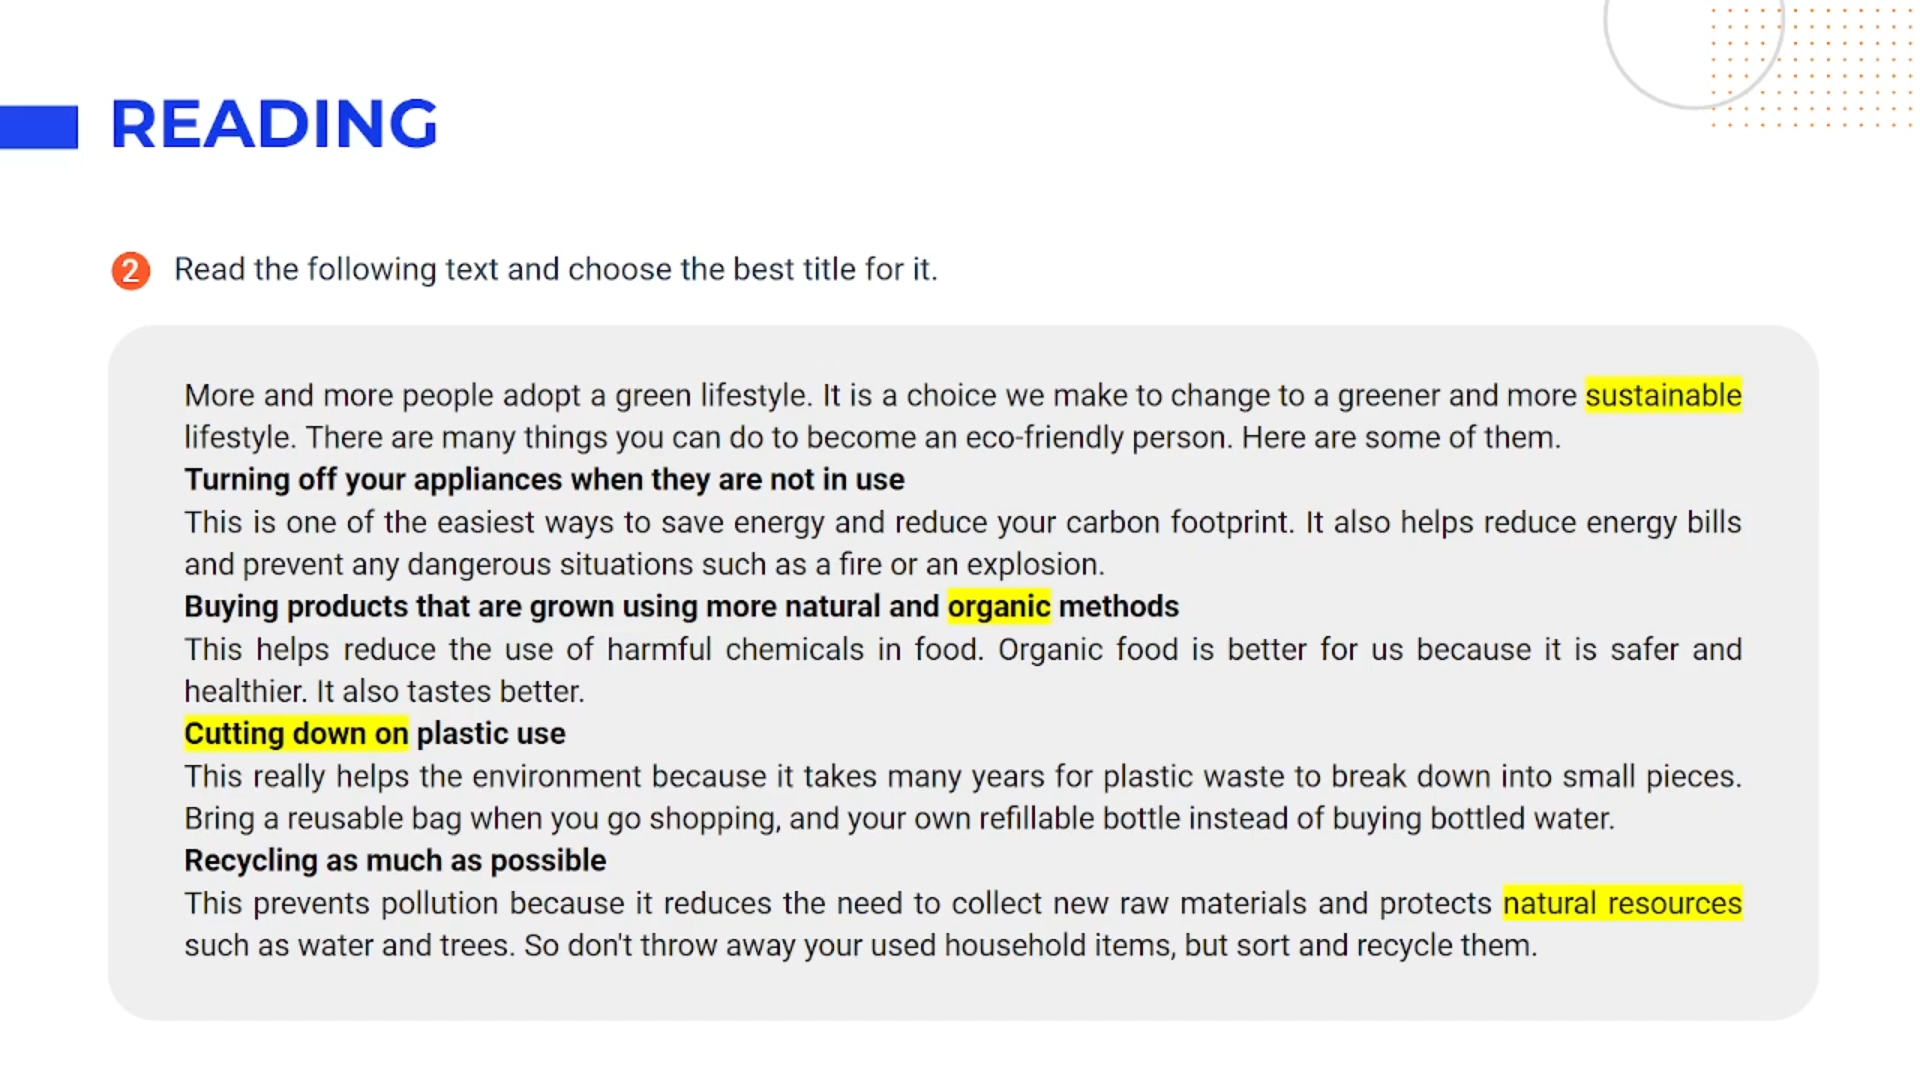 READING
2 Read the following text and choose the best title for it.
More and more people adopt a green lifestyle. It is a choice we make to change to a greener and more sustainable
lifestyle. There are many things you can do to become an eco-friendly person. Here are some of them.
Turning off your appliances when they are not in use
This is one of the easiest ways to save energy and reduce your carbon footprint. It also helps reduce energy bills
and prevent any dangerous situations such as a fire or an explosion.
Buying products that are grown using more natural and organic methods
This helps reduce the use of harmful chemicals in food. Organic food is better for us because it is safer and
healthier. It also tastes better.
Cutting down on plastic use
This really helps the environment because it takes many years for plastic waste to break down into small pieces.
Bring a reusable bag when you go shopping, and your own refillable bottle instead of buying bottled water.
Recycling as much as possible
This prevents pollution because it reduces the need to collect new raw materials and protects natural resources
such as water and trees. So don't throw away your used household items, but sort and recycle them.